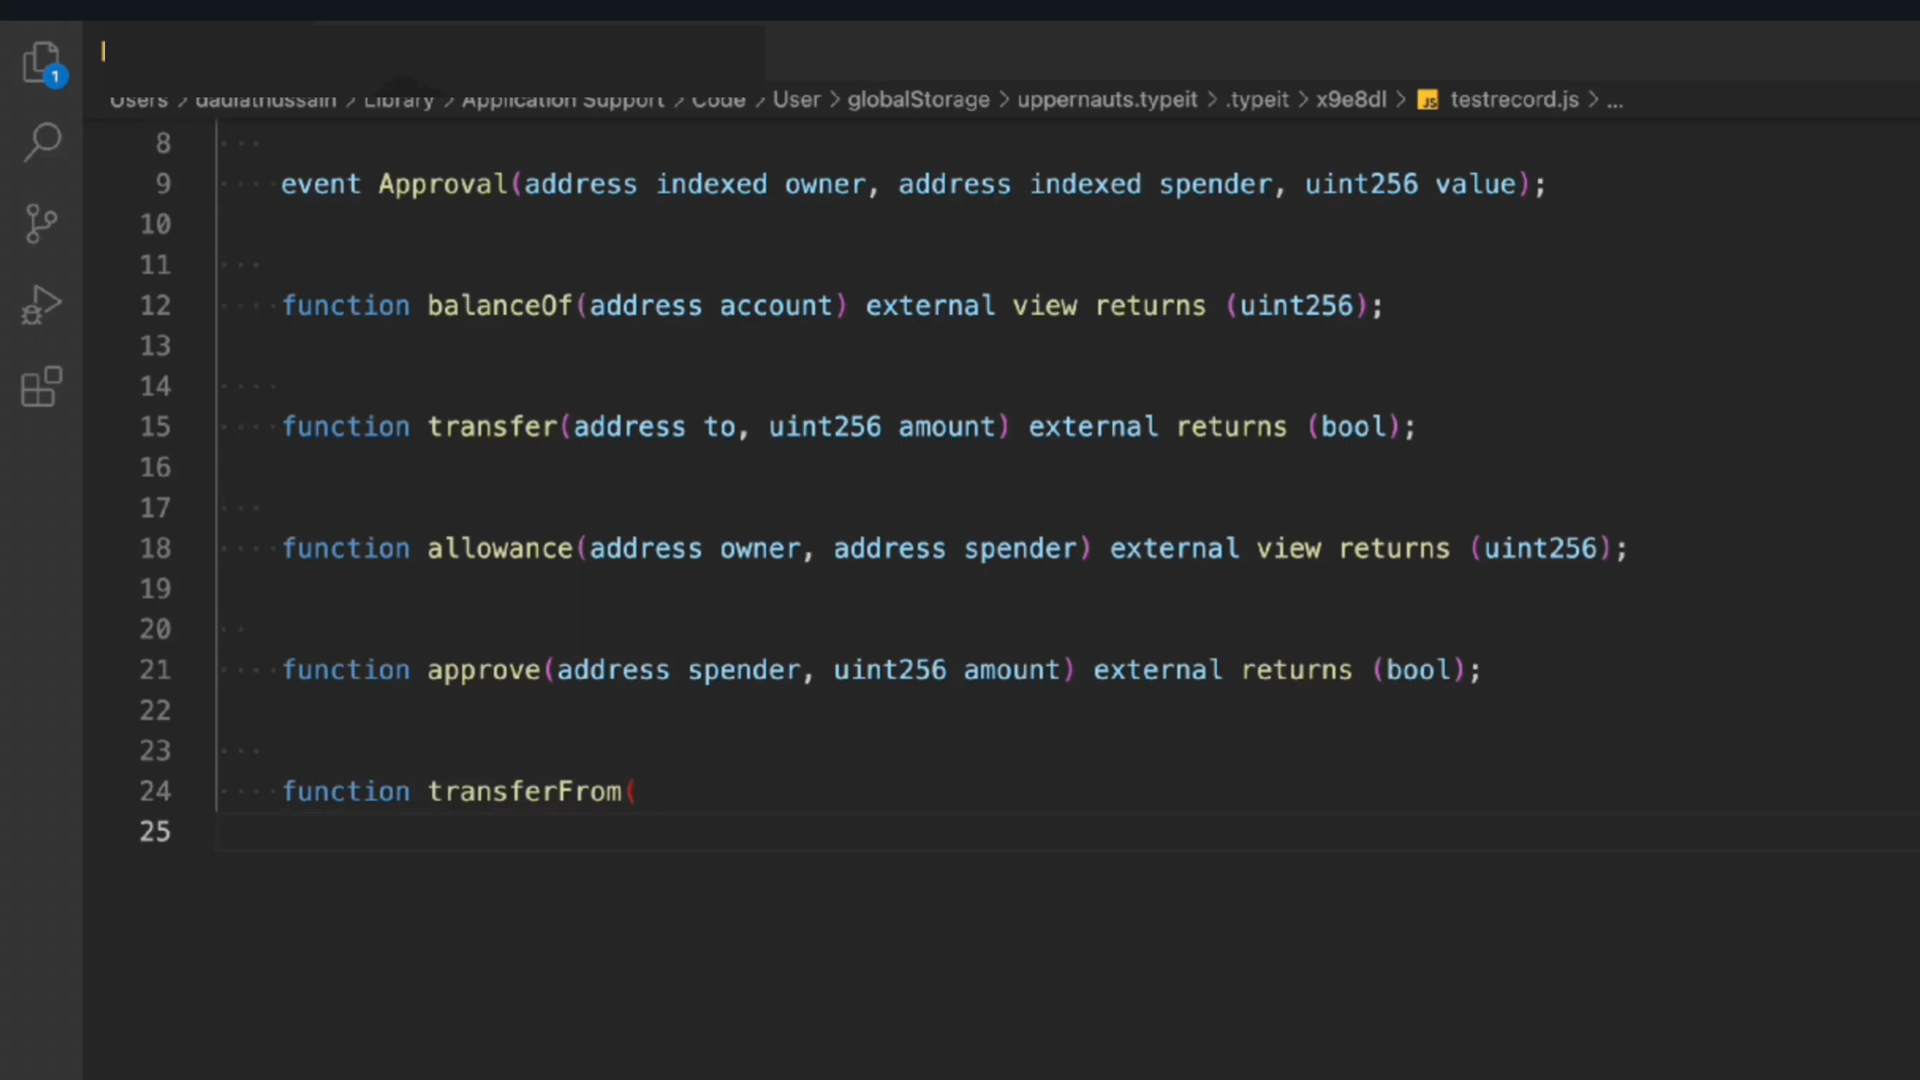 1
Users > daulathussain > Library > Application Support > Code > User > globalStorage > uppernauts.typeit > .typeit > x9e8dl > JS testrecord.js > ...
8
9 event Approval(address indexed owner, address indexed spender, uint256 value);
10
11
12 function balanceOf(address account) external view returns (uint256);
13
14
15 function transfer(address to, uint256 amount) external returns (bool);
16
17
18 function allowance(address owner, address spender) external view returns (uint256);
19
20
21 function approve(address spender, uint256 amount) external returns (bool);
22
23
24 function transferFrom(
25